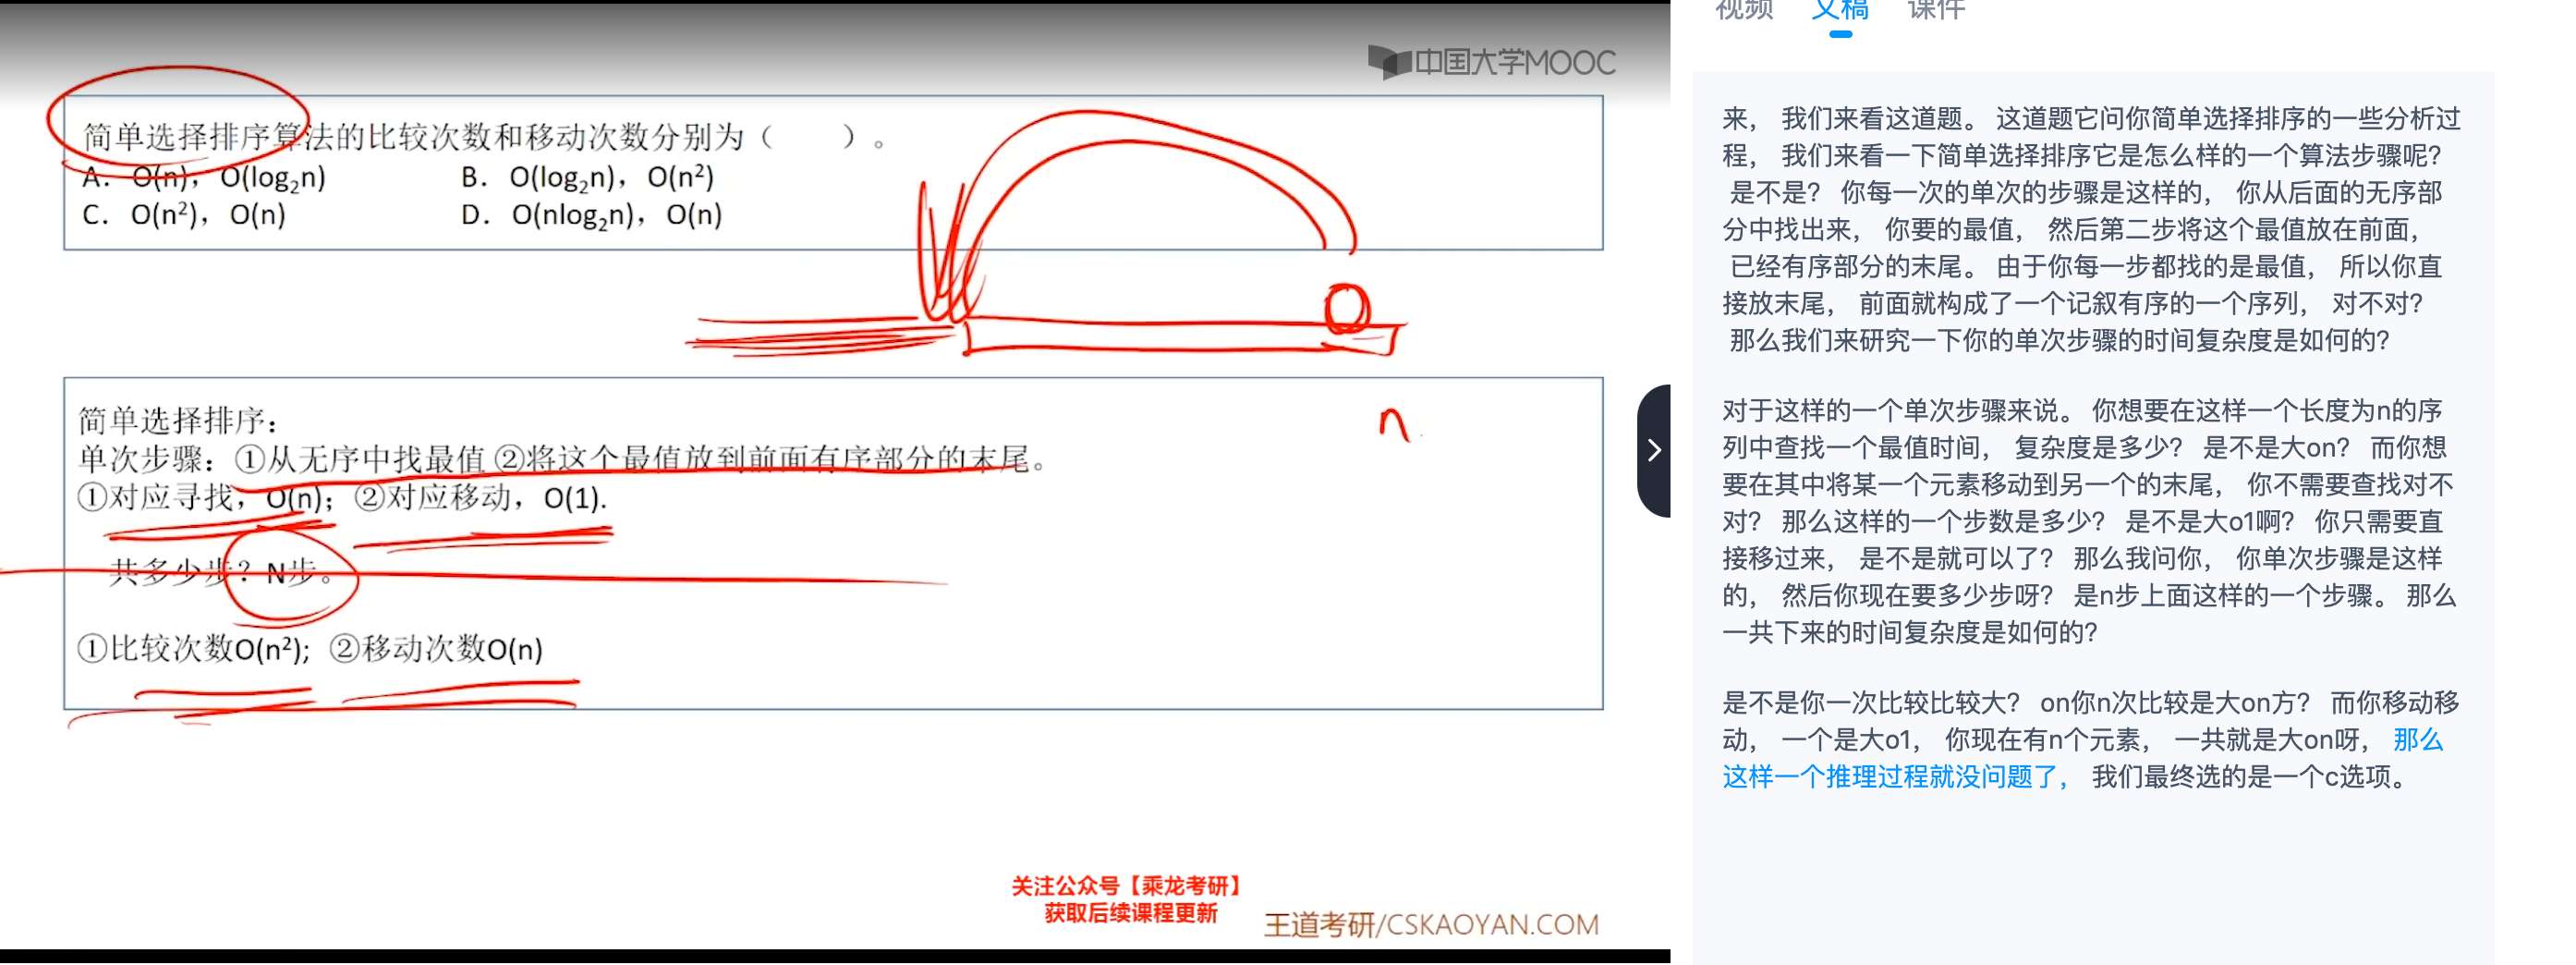 视频 文稿 课件
中国大学MOOC
简单选择排序算法的比较次数和移动次数分别为（ ）。
A. O(n)，O(log₂n) B. O(log₂n)，O(n²)
C. O(n²)，O(n) D. O(nlog₂n)，O(n)
n
简单选择排序：
单次步骤：①从无序中找最值 ②将这个最值放到前面有序部分的末尾。
①对应寻找，O(n)；②对应移动，O(1).
共多少步？N步。
①比较次数O(n²); ②移动次数O(n)
关注公众号【乘龙考研】
获取后续课程更新
王道考研/CSKAOYAN.COM
来， 我们来看这道题。 这道题它问你简单选择排序的一些分析过
程， 我们来看一下简单选择排序它是怎么样的一个算法步骤呢？
是不是？ 你每一次的单次的步骤是这样的， 你从后面的无序部
分中找出来， 你要的最值， 然后第二步将这个最值放在前面，
已经有序部分的末尾。 由于你每一步都找的是最值， 所以你直
接放末尾， 前面就构成了一个记叙有序的一个序列， 对不对？
那么我们来研究一下你的单次步骤的时间复杂度是如何的？
对于这样的一个单次步骤来说。 你想要在这样一个长度为n的序
列中查找一个最值时间， 复杂度是多少？ 是不是大on？ 而你想
要在其中将某一个元素移动到另一个的末尾， 你不需要查找对不
对？ 那么这样的一个步数是多少？ 是不是大o1啊？ 你只需要直
接移过来， 是不是就可以了？ 那么我问你， 你单次步骤是这样
的， 然后你现在要多少步呀？ 是n步上面这样的一个步骤。 那么
一共下来的时间复杂度是如何的？
是不是你一次比较比较大？ on你n次比较是大on方？ 而你移动移
动， 一个是大o1， 你现在有n个元素， 一共就是大on呀， 那么
这样一个推理过程就没问题了， 我们最终选的是一个c选项。